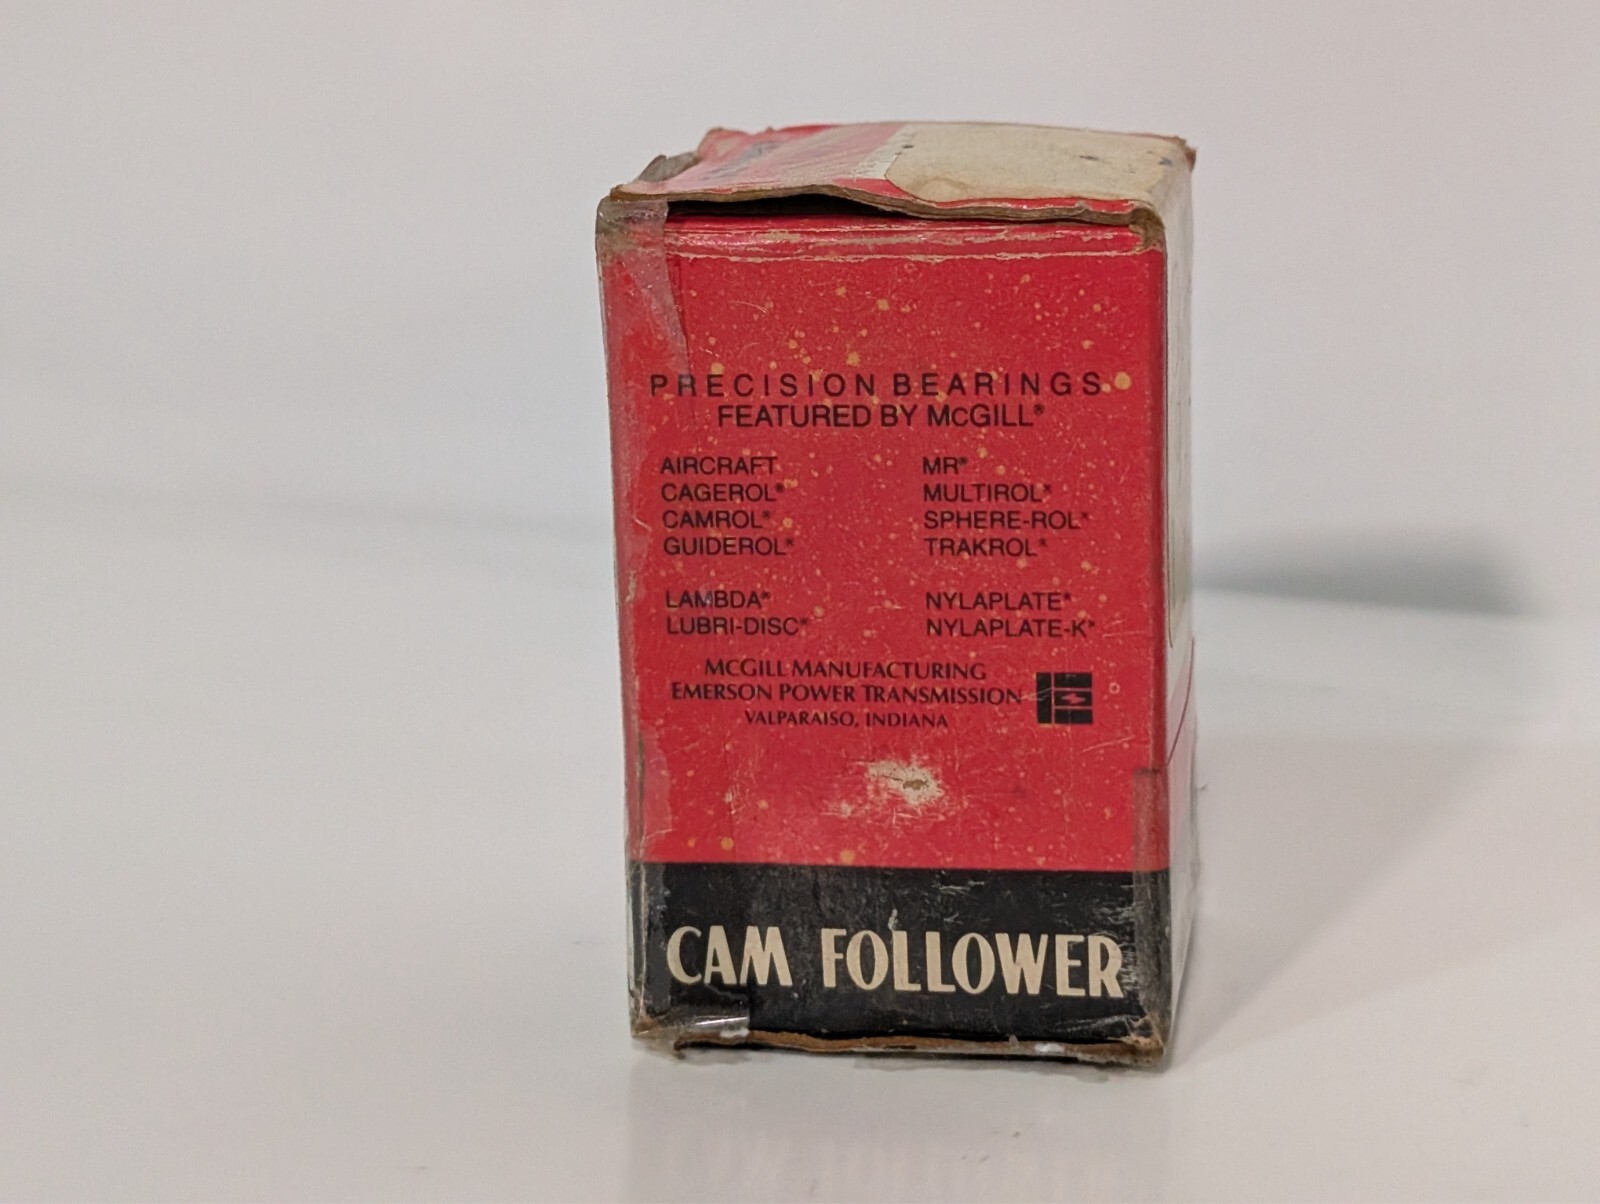 PRECISION BEARINGS
FEATURED BY McGILL®
AIRCRAFT
CAGEROL®
CAMROL®
GUIDEROL®
MR®
MULTIROL®
SPHERE-ROL®
TRAKROL®
LAMBDA®
LUBRI-DISC®
NYLAPLATE®
NYLAPLATE-K®
MCGILL MANUFACTURING
EMERSON POWER TRANSMISSION
VALPARAISO, INDIANA
CAM FOLLOWER